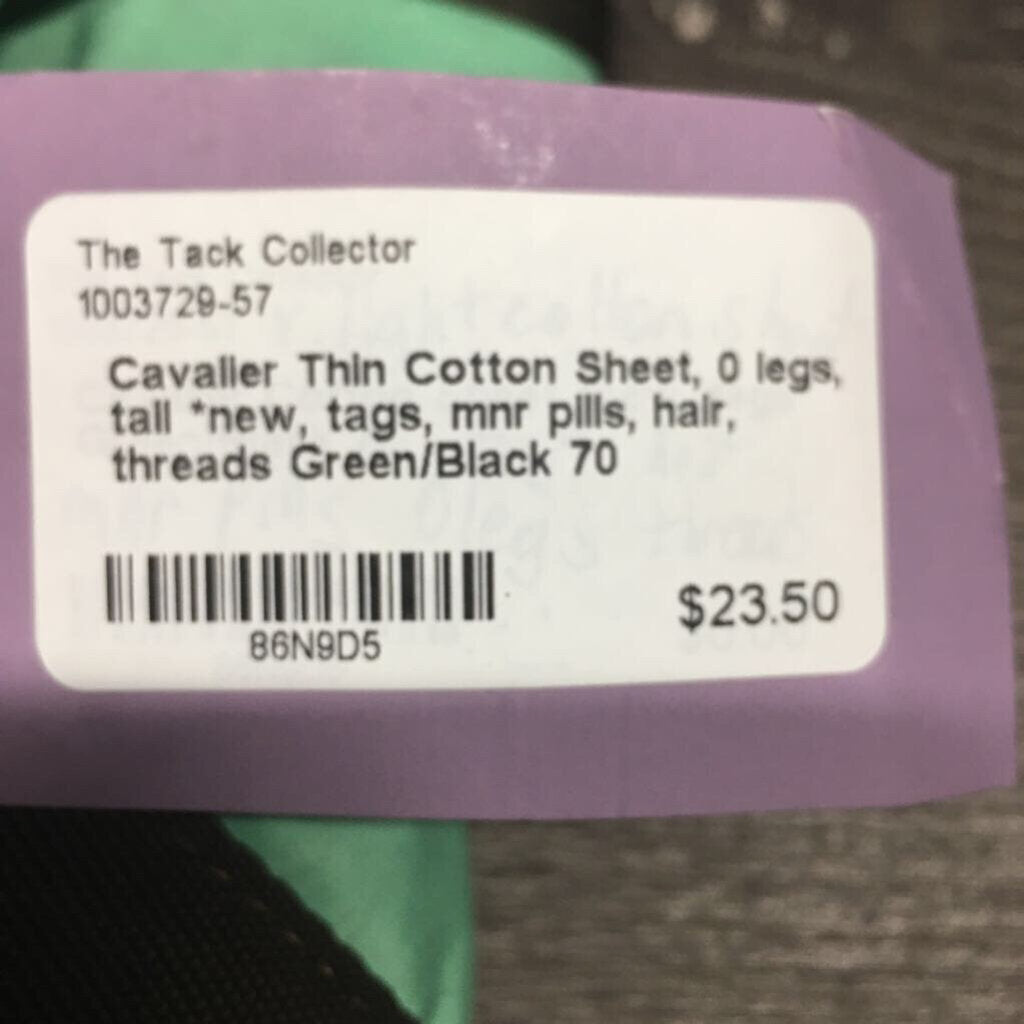 The Tack Collector
1003729-57
Cavalier Thin Cotton Sheet, 0 legs,
tall *new, tags, mnr pills, hair,
threads Green/Black 70
86N9D5
$23.50